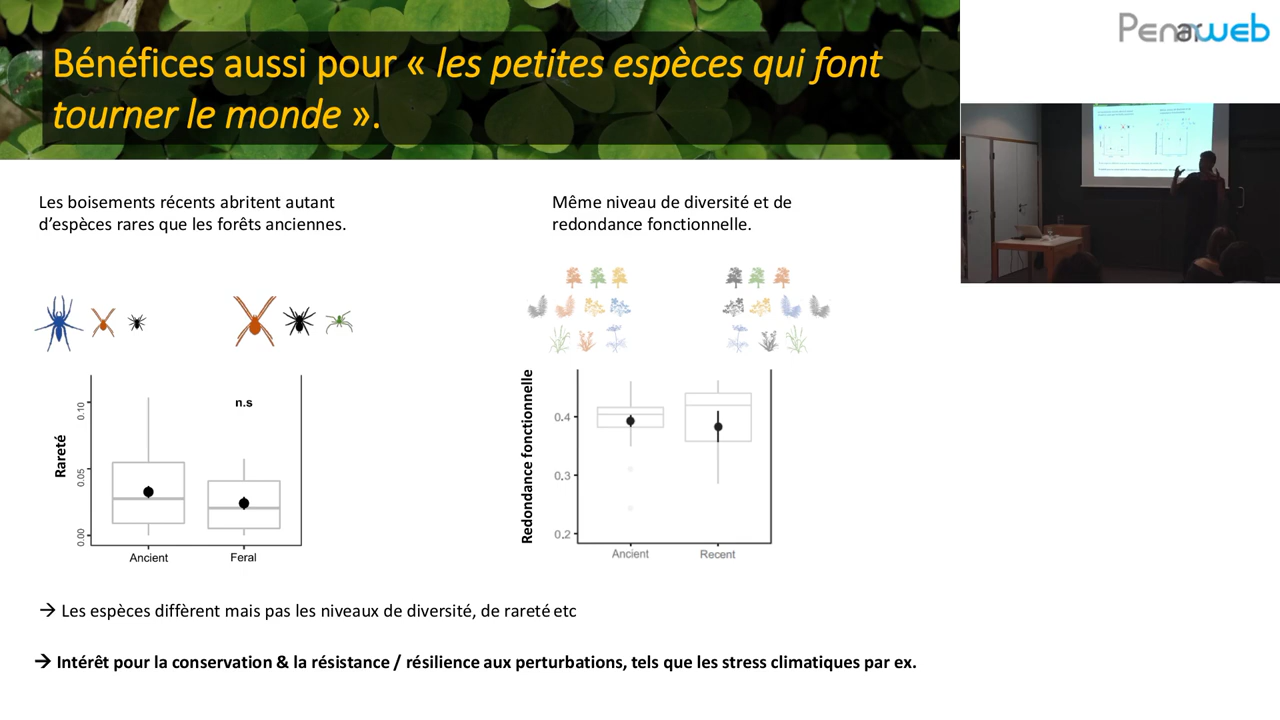 Bénéfices aussi pour « les petites espèces qui font
tourner le monde ».
Penarweb
Les boisements récents abritent autant
d’espèces rares que les forêts anciennes.
Même niveau de diversité et de
redondance fonctionnelle.
Rareté
0.10
0.05
0.00
n.s
Ancient
Feral
Redondance fonctionnelle
0.4
0.3
0.2
Ancient
Recent
→ Les espèces diffèrent mais pas les niveaux de diversité, de rareté etc
→ Intérêt pour la conservation & la résistance / résilience aux perturbations, tels que les stress climatiques par ex.